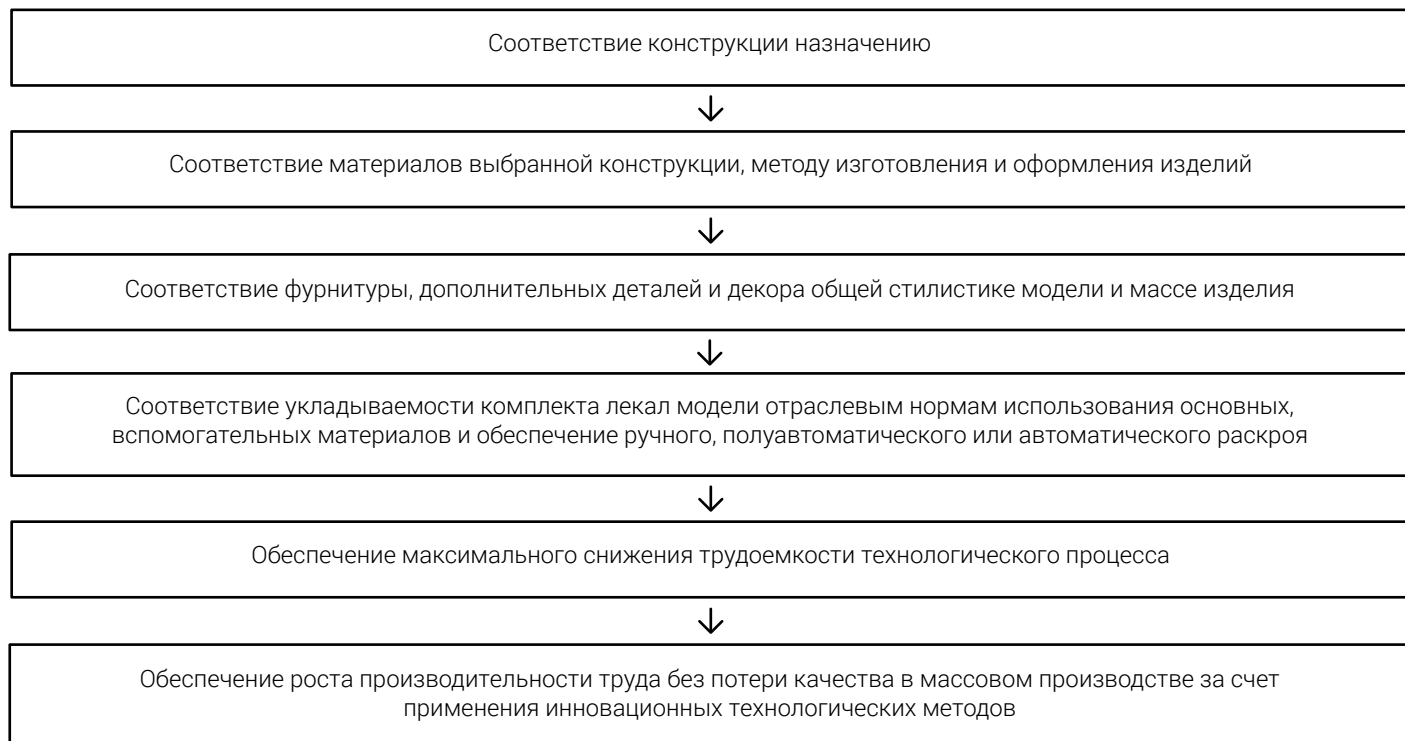 Соответствие конструкции назначению
Соответствие материалов выбранной конструкции, методу изготовления и оформления изделий
Соответствие фурнитуры, дополнительных деталей и декора общей стилистике модели и массе изделия
Соответствие укладываемости комплекта лекал модели отраслевым нормам использования основных,
вспомогательных материалов и обеспечение ручного, полуавтоматического или автоматического раскроя
Обеспечение максимального снижения трудоемкости технологического процесса
Обеспечение роста производительности труда без потери качества в массовом производстве за счет
применения инновационных технологических методов